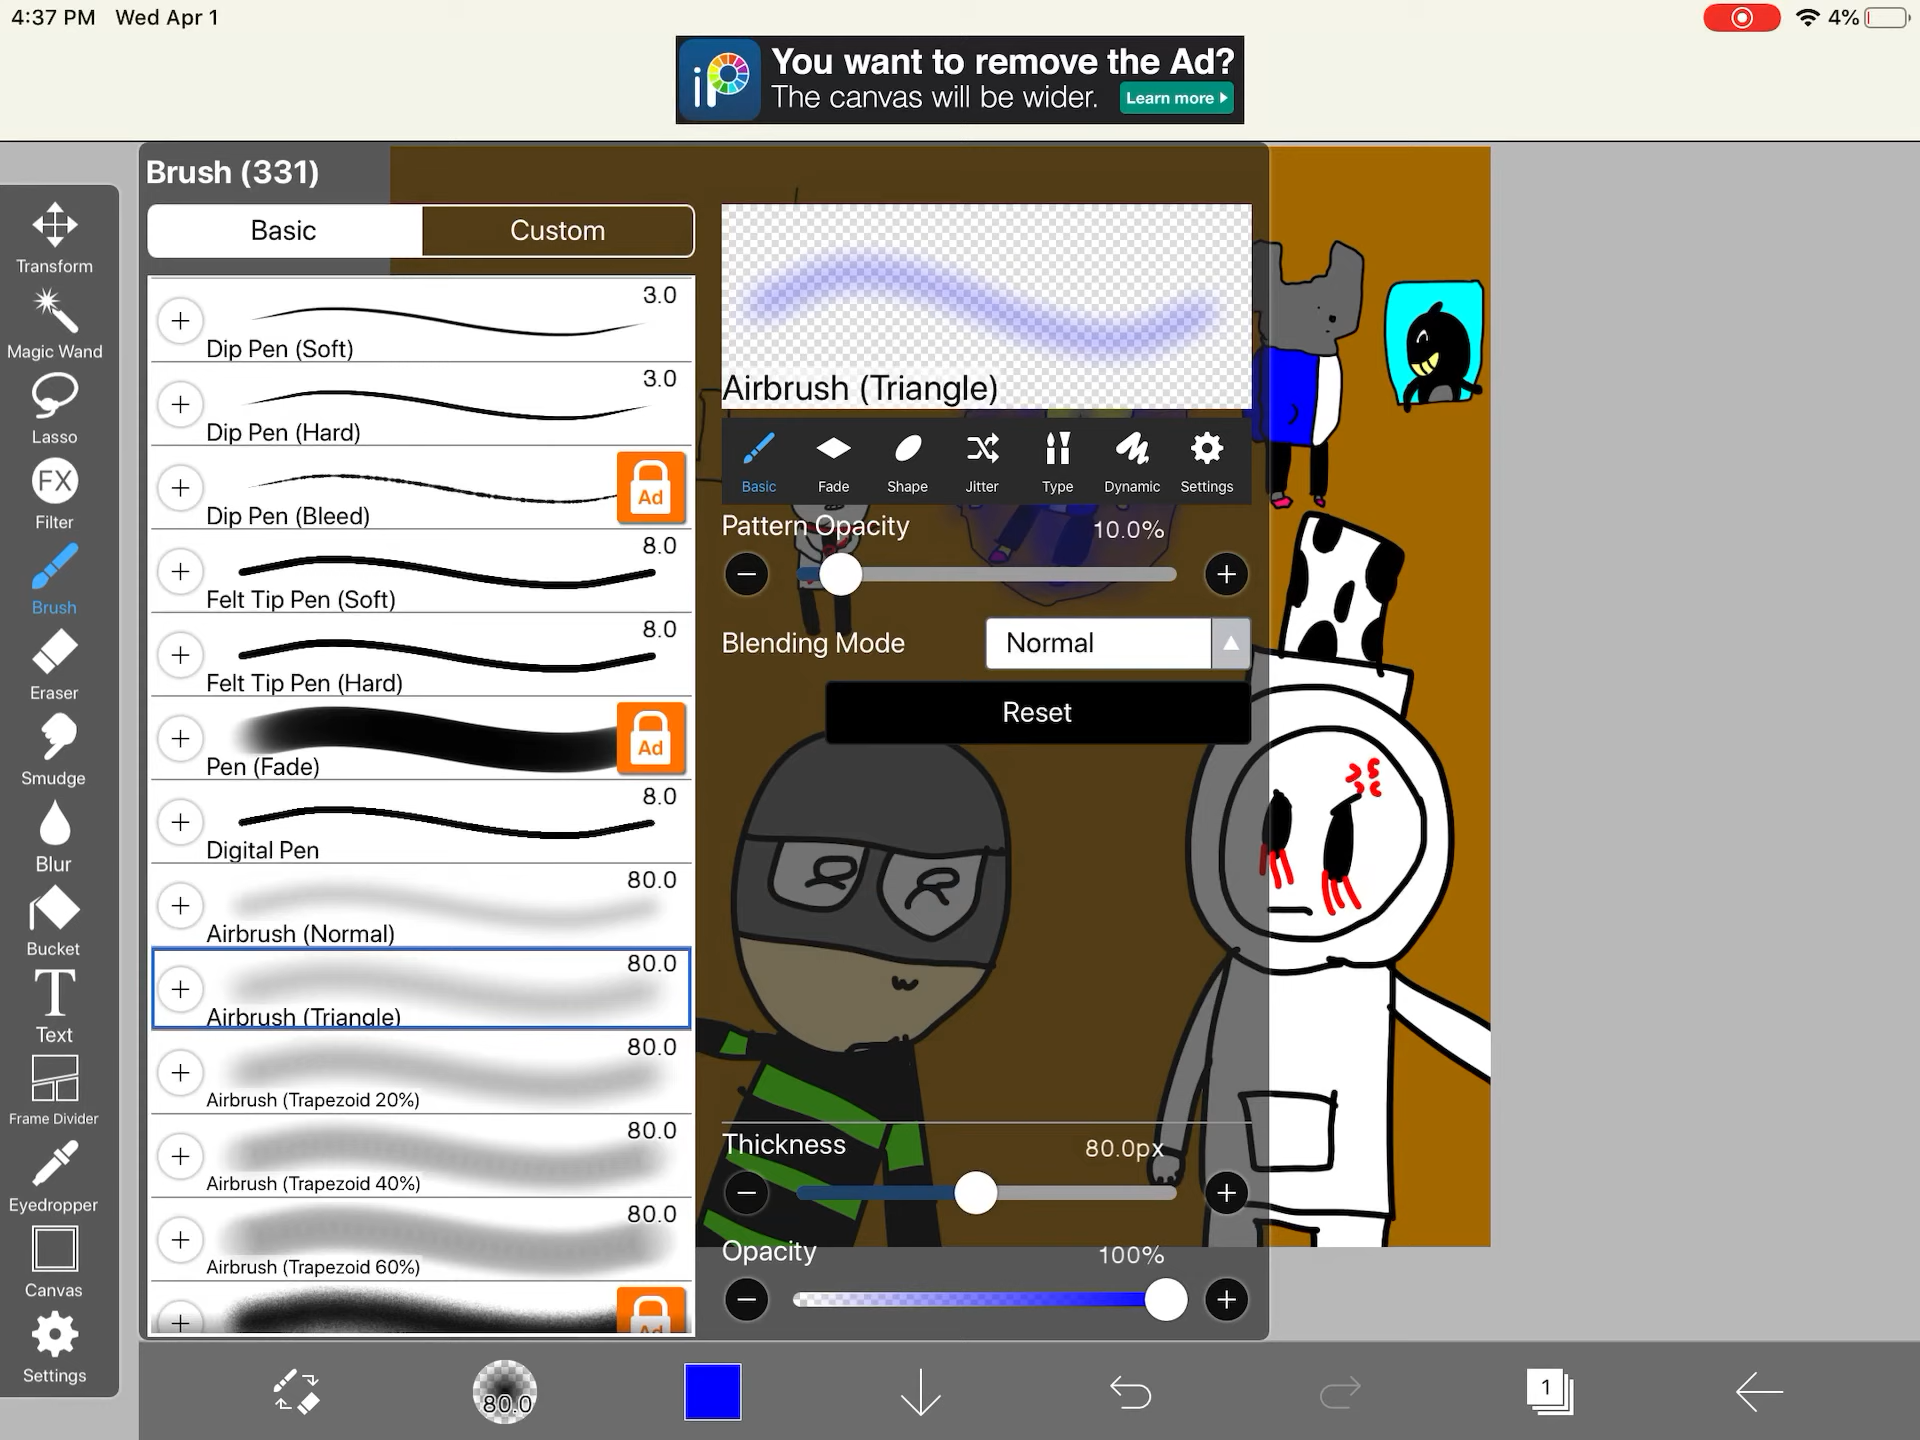 4:37 PM Wed Apr 1
4%
iP
You want to remove the Ad?
The canvas will be wider.
Learn more
Brush (331)
Basic
Custom
3.0
Dip Pen (Soft)
3.0
Dip Pen (Hard)
Ad
Dip Pen (Bleed)
8.0
Felt Tip Pen (Soft)
8.0
Felt Tip Pen (Hard)
Ad
Pen (Fade)
8.0
Digital Pen
80.0
Airbrush (Normal)
80.0
Airbrush (Triangle)
80.0
Airbrush (Trapezoid 20%)
80.0
Airbrush (Trapezoid 40%)
80.0
Airbrush (Trapezoid 60%)
Ad
Airbrush (Triangle)
Basic
Fade
Shape
Jitter
Type
Dynamic
Settings
Pattern Opacity
10.0%
Blending Mode
Normal
Reset
Thickness
80.0px
Opacity
100%
Transform
Magic Wand
Lasso
FX
Filter
Brush
Eraser
Smudge
Blur
Bucket
T
Text
Frame Divider
Eyedropper
Canvas
Settings
80.0
1